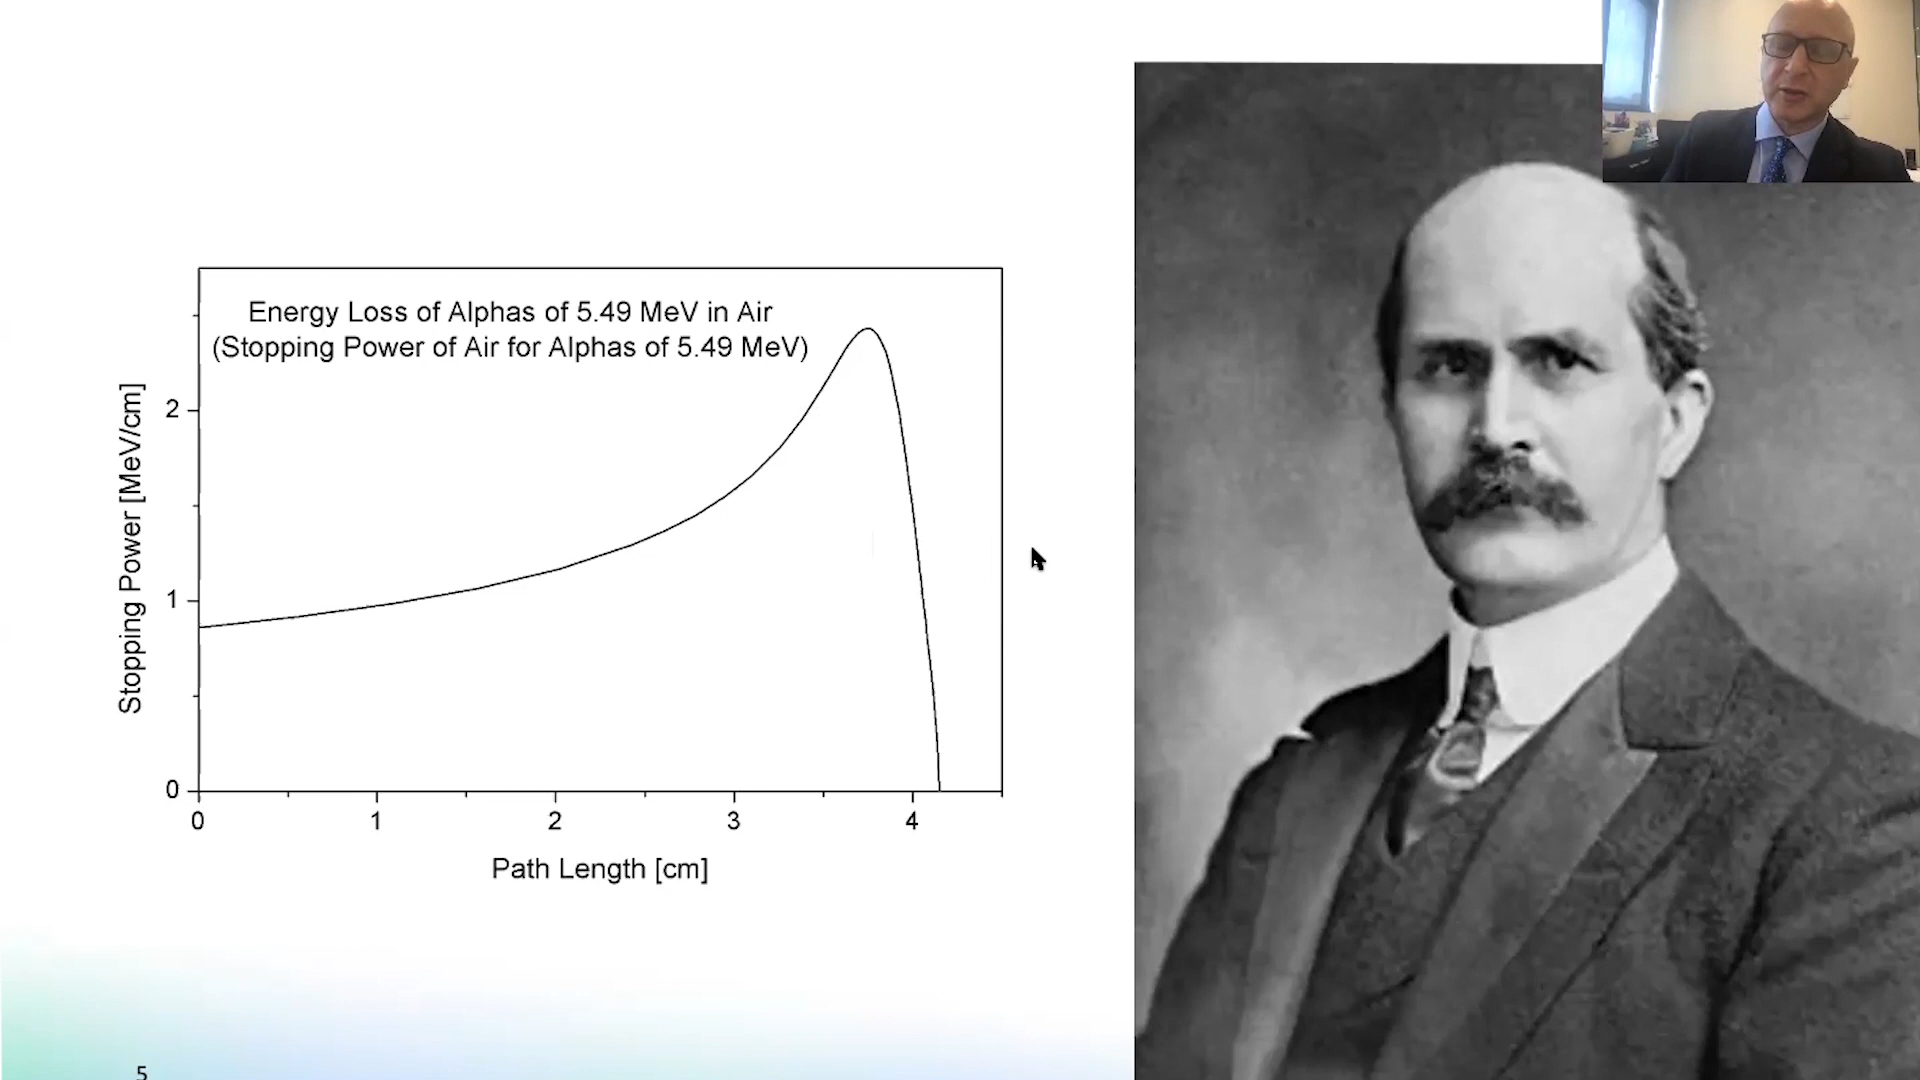 Energy Loss of Alphas of 5.49 MeV in Air
(Stopping Power of Air for Alphas of 5.49 MeV)
Stopping Power [MeV/cm]
2
1
0
0 1 2 3 4
Path Length [cm]
5